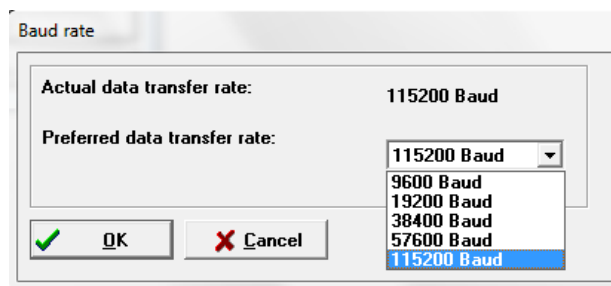 Baud rate
Actual data transfer rate: 115200 Baud
Preferred data transfer rate:
115200 Baud
9600 Baud
19200 Baud
38400 Baud
57600 Baud
115200 Baud
OK Cancel